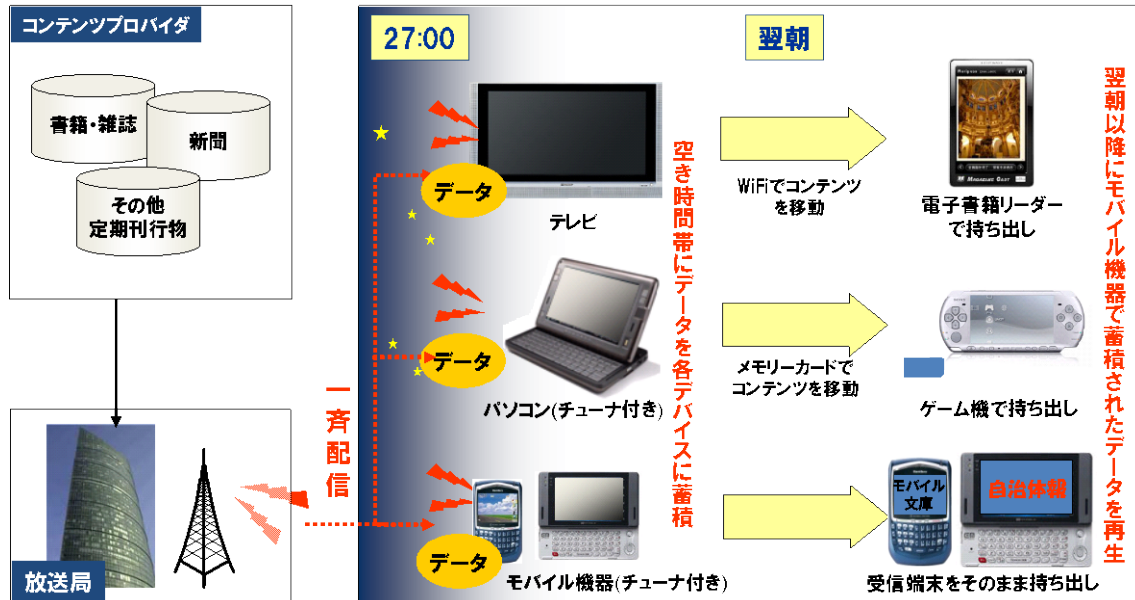 コンテンツプロバイダ
書籍・雑誌
新聞
その他
定期刊行物
放送局
一斉配信
27:00
翌朝
データ
テレビ
データ
パソコン(チューナ付き)
データ
モバイル機器(チューナ付き)
空き時間帯にデータを各デバイスに蓄積
WiFiでコンテンツ
を移動
メモリーカードで
コンテンツを移動
MAGAZINE CAST
電子書籍リーダー
で持ち出し
ゲーム機で持ち出し
モバイル
文庫
自治体報
受信端末をそのまま持ち出し
翌朝以降にモバイル機器で蓄積されたデータを再生